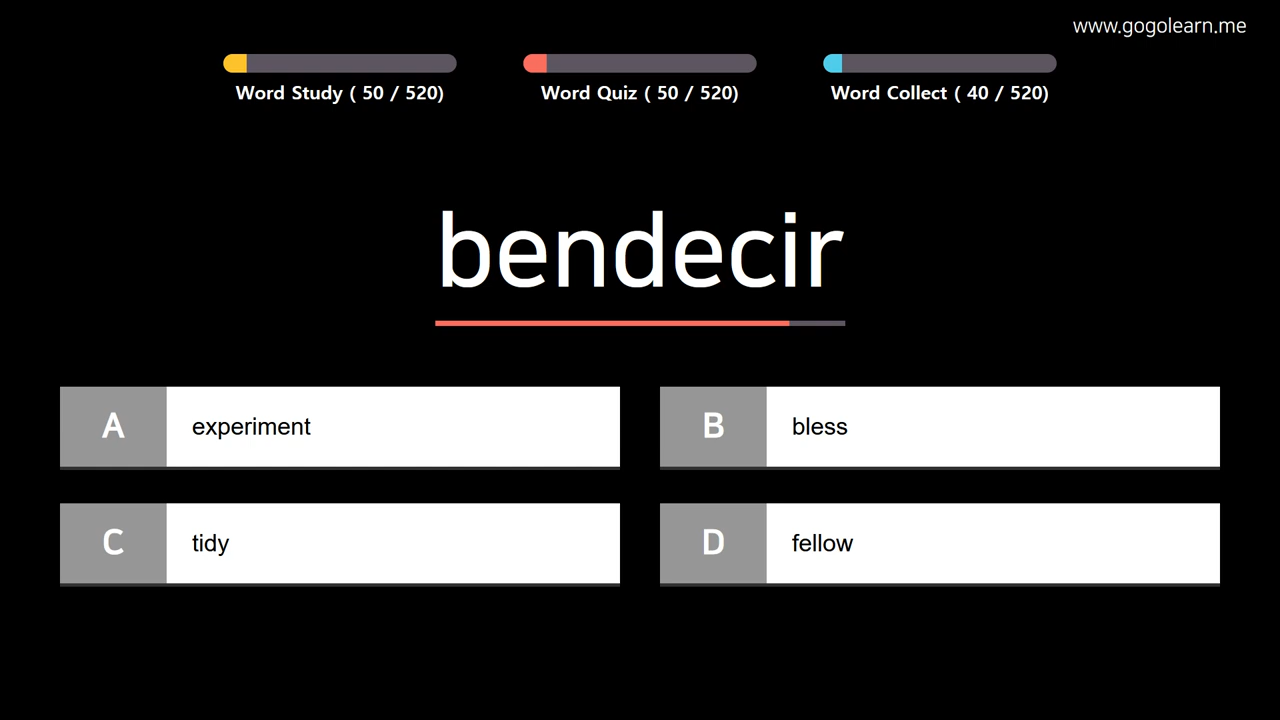 www.gogolearn.me
Word Study ( 50 / 520)
Word Quiz ( 50 / 520)
Word Collect ( 40 / 520)
bendecir
A experiment
B bless
C tidy
D fellow